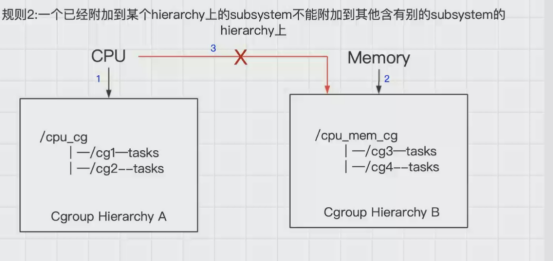 规则2:一个已经附加到某个hierarchy上的subsystem不能附加到其他含有别的subsystem的
hierarchy上
3
CPU
Memory
1
2
/cpu_cg
|—/cg1—tasks
|—/cg2--tasks
Cgroup Hierarchy A
/cpu_mem_cg
|—/cg3—tasks
|—/cg4--tasks
Cgroup Hierarchy B